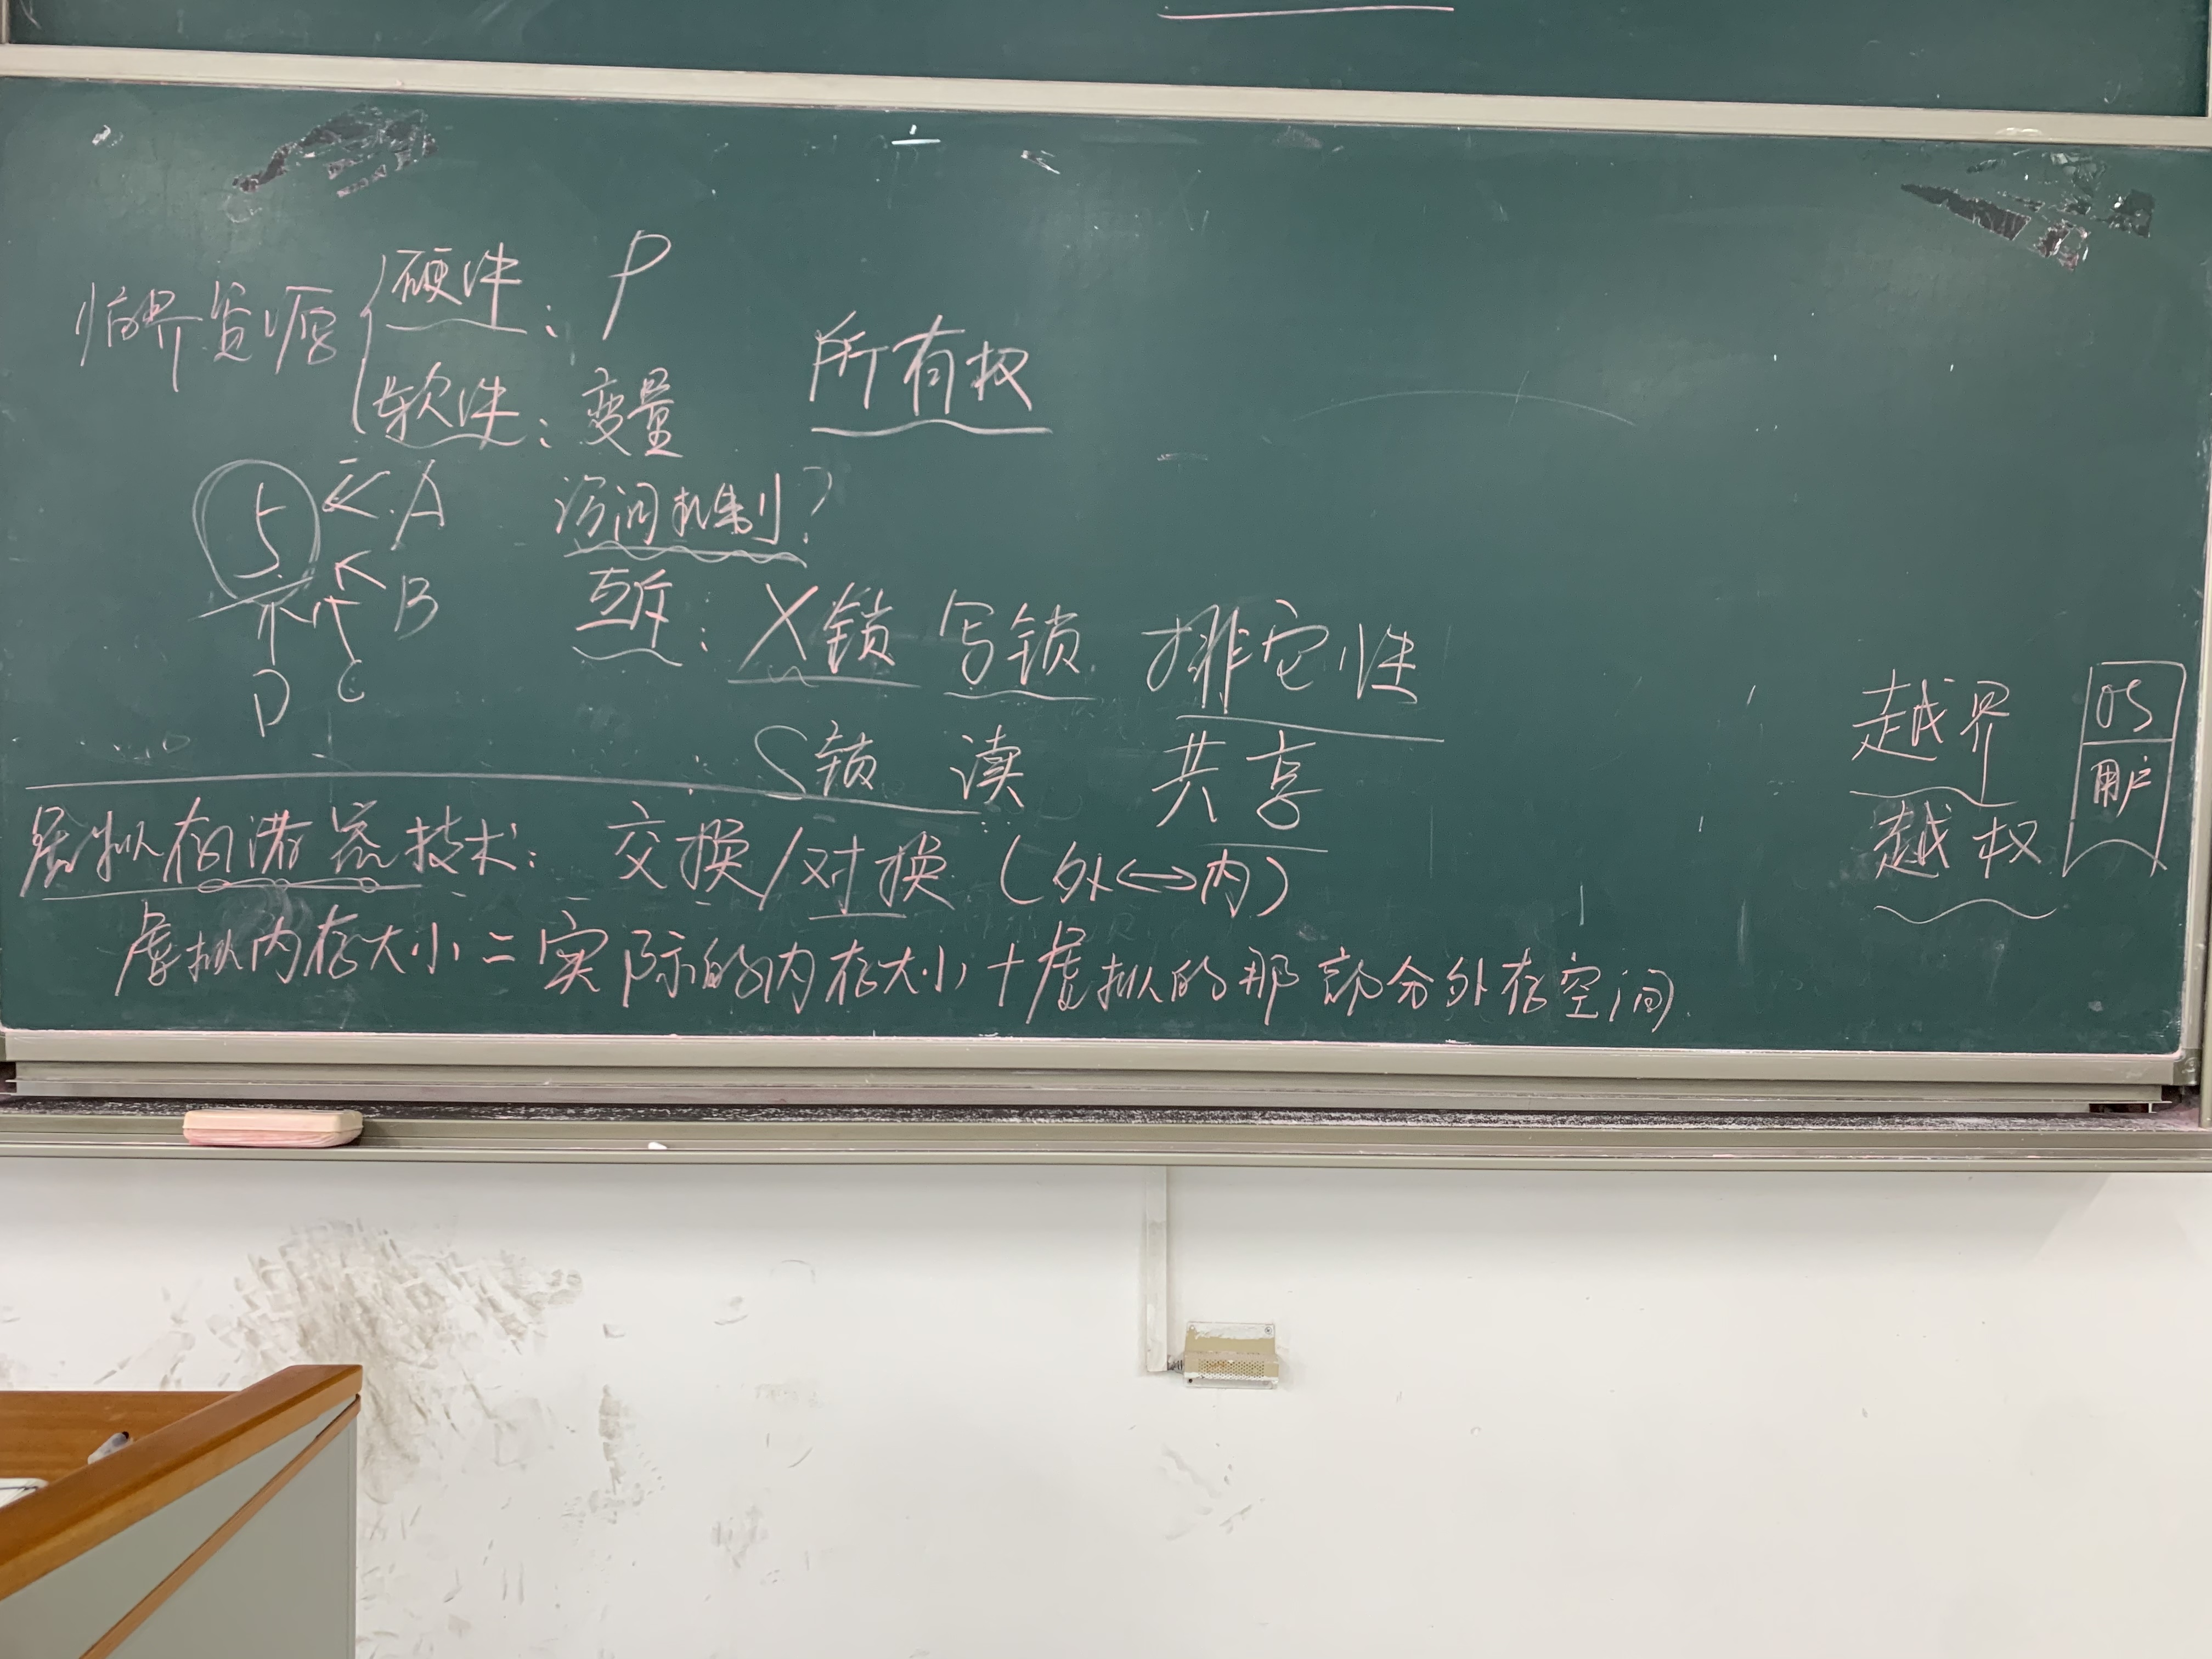 临界资源
硬件: P
软件: 变量
所有权
5
A
B
C
D
访问机制?
互斥: X锁 写锁 排它性
S锁 读 共享
虚拟存储器技术: 交换/对换 (外↔内)
虚拟内存大小=实际的内存大小+虚拟的那部分外存空间.
越界
越权
OS
用户